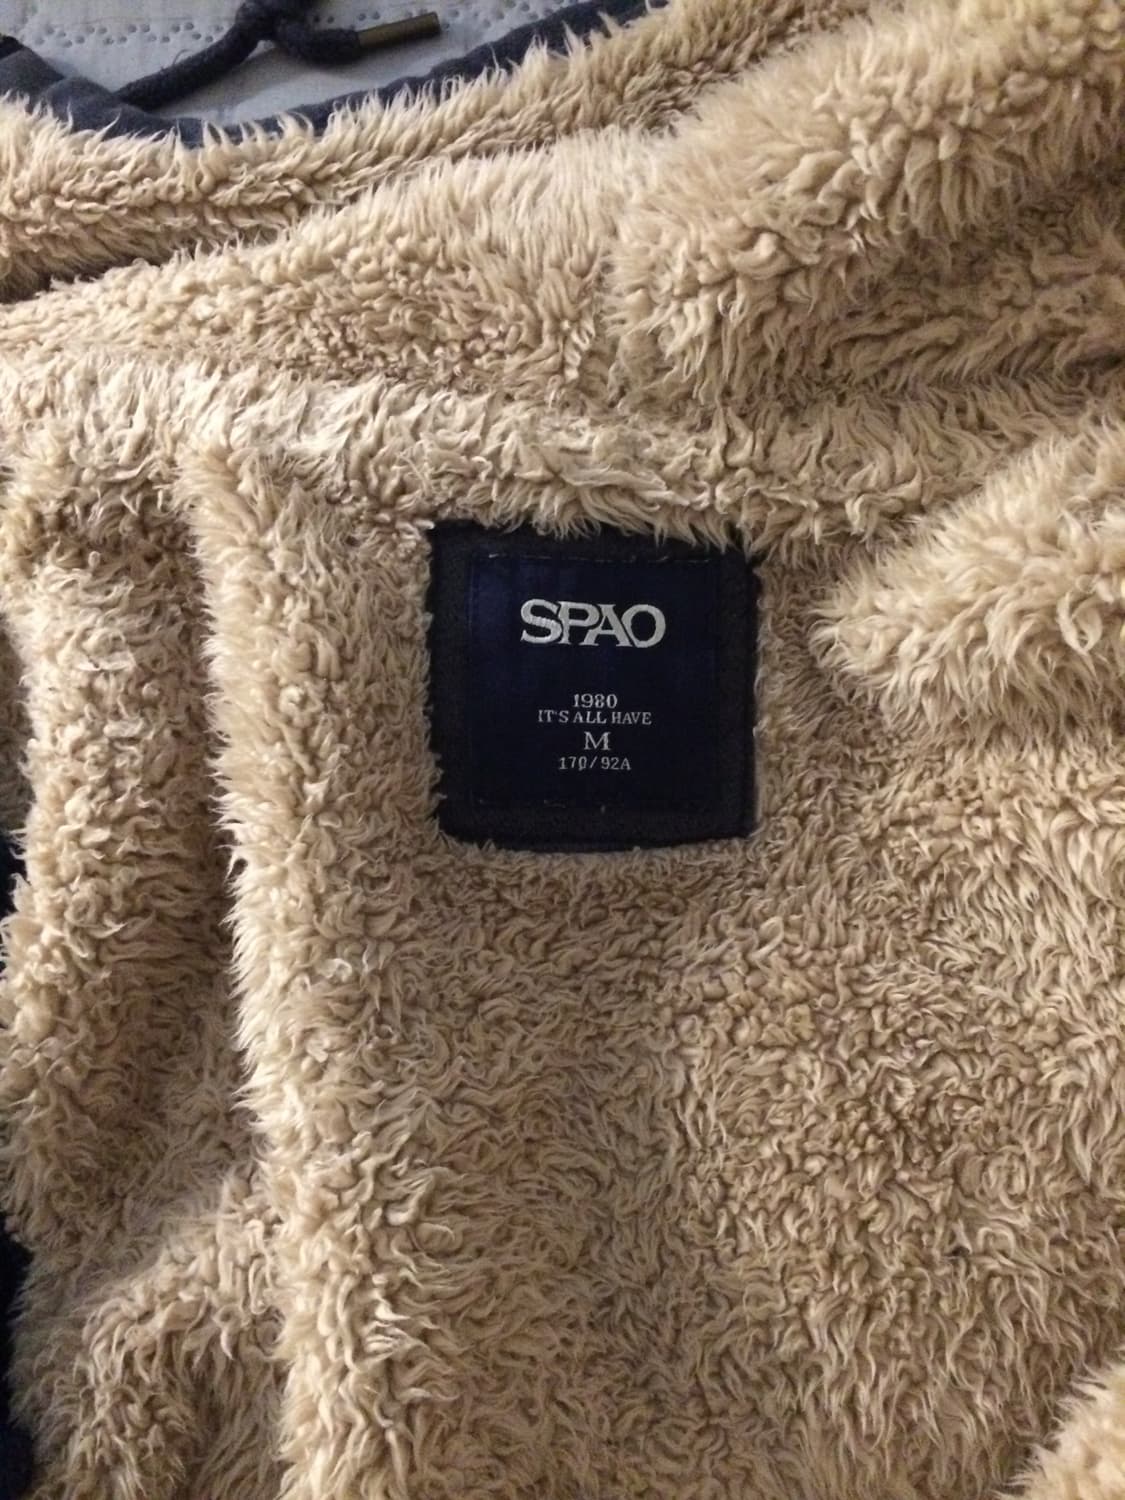 SPAO
1980
IT'S ALL HAVE
M
170/92A